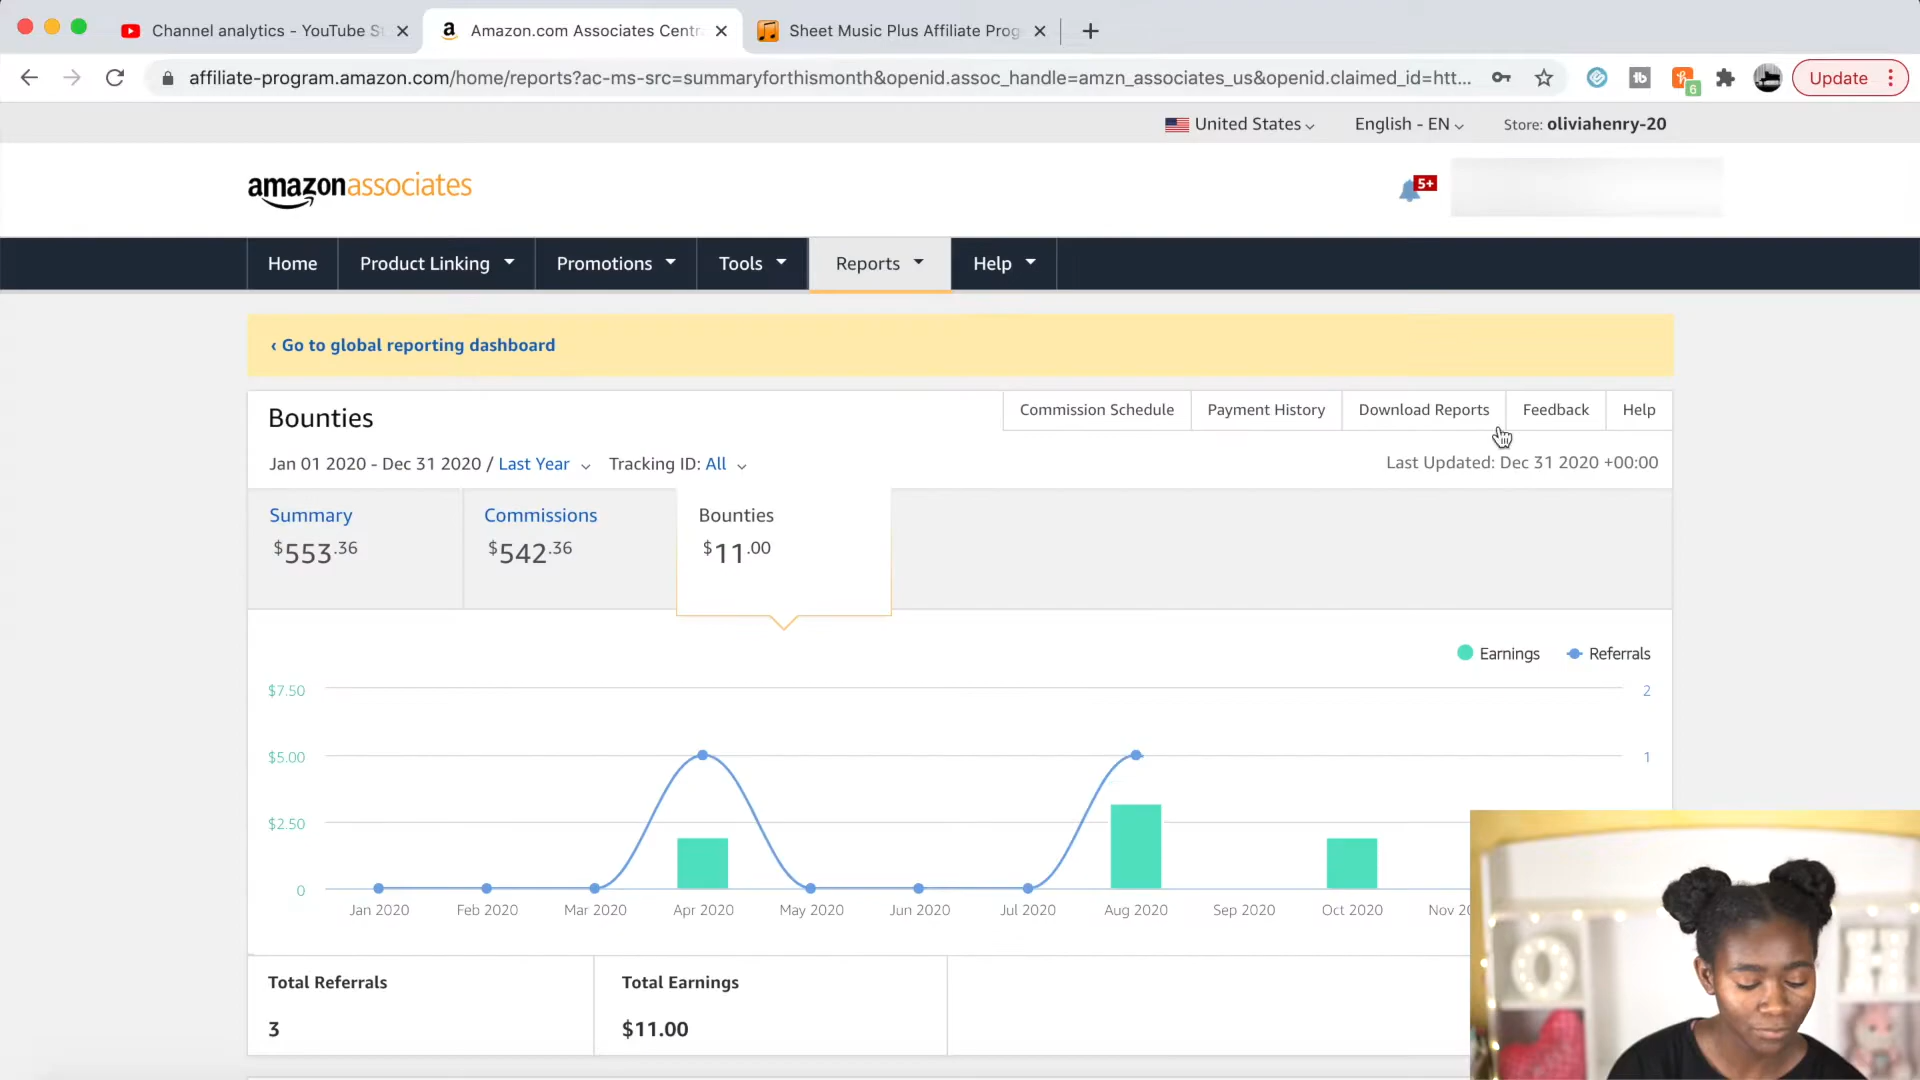 Channel analytics - YouTube S
Amazon.com Associates Centr
Sheet Music Plus Affiliate Prog
affiliate-program.amazon.com/home/reports?ac-ms-src=summaryforthismonth&openid.assoc_handle=amzn_associates_us&openid.claimed_id=htt...
tb
6
Update
United States
English - EN
Store: oliviahenry-20
amazonassociates
5+
Home
Product Linking
Promotions
Tools
Reports
Help
‹ Go to global reporting dashboard
Bounties
Commission Schedule
Payment History
Download Reports
Feedback
Help
Jan 01 2020 - Dec 31 2020 / Last Year
Tracking ID: All
Last Updated: Dec 31 2020 +00:00
Summary
$553.36
Commissions
$542.36
Bounties
$11.00
Earnings
Referrals
$7.50
2
$5.00
1
$2.50
0
Jan 2020
Feb 2020
Mar 2020
Apr 2020
May 2020
Jun 2020
Jul 2020
Aug 2020
Sep 2020
Oct 2020
Nov 20
O
H
Total Referrals
Total Earnings
3
$11.00